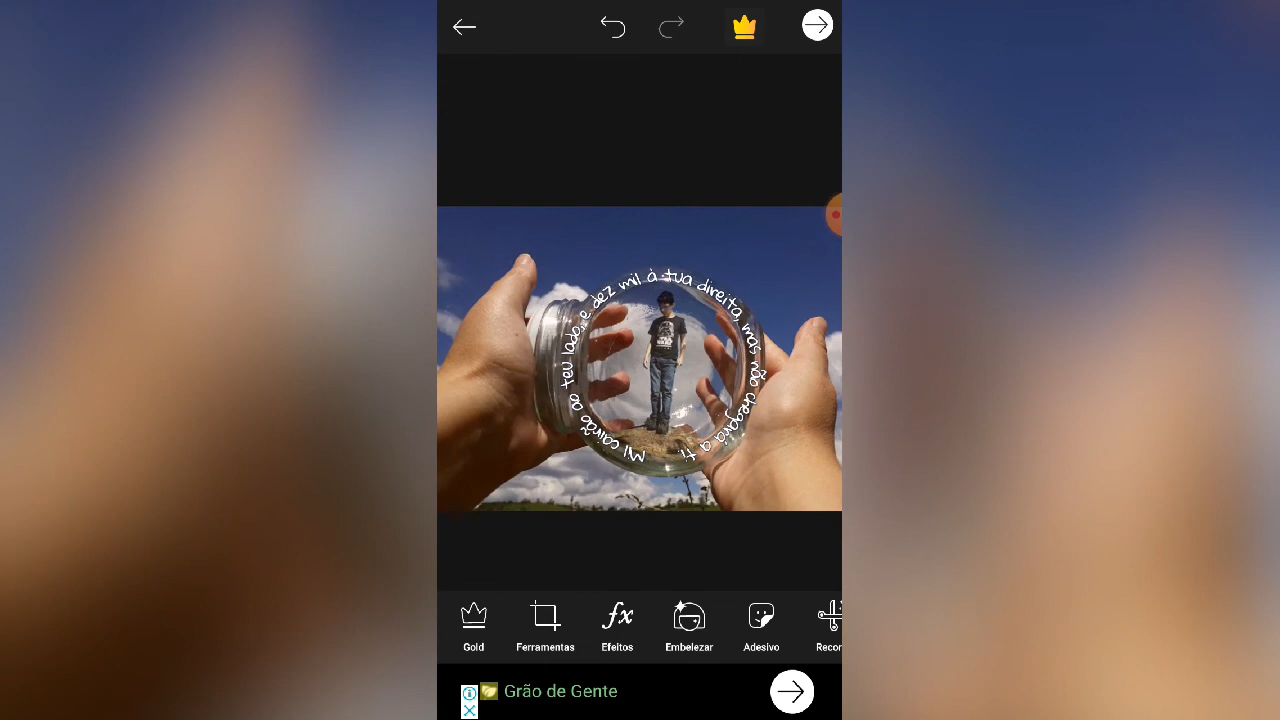 Mil cairão ao teu lado, e dez mil à tua direita, mas não chegará a ti.
Gold
Ferramentas
Efeitos
Embelezar
Adesivo
Recor
Grão de Gente